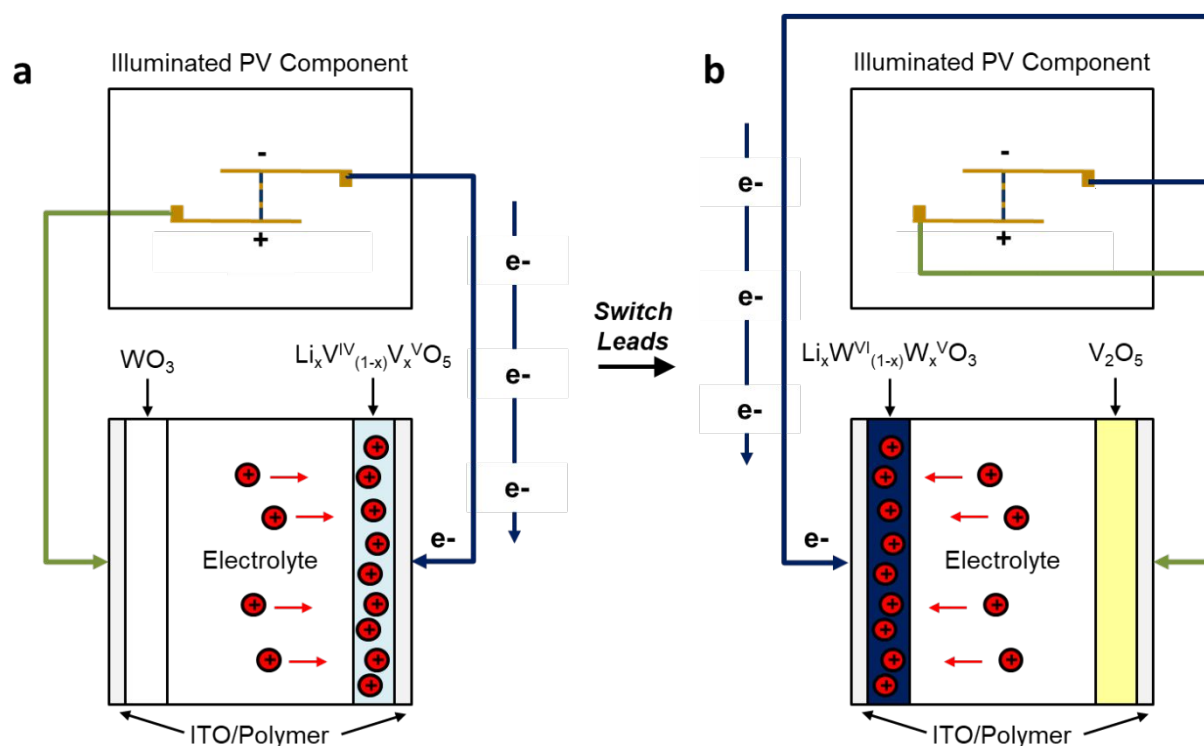 a
Illuminated PV Component
-
+
e-
e-
e-
WO₃
LiₓVᴵⱽ₍₁₋ₓ₎VₓⱽO₅
Electrolyte
e-
+
+
+
+
+
+
+
+
+
+
+
+
+
ITO/Polymer
Switch
Leads
b
Illuminated PV Component
-
+
e-
e-
e-
LiₓWⱽᴵ₍₁₋ₓ₎WₓⱽO₃
V₂O₅
e-
Electrolyte
+
+
+
+
+
+
+
+
+
+
+
+
+
ITO/Polymer